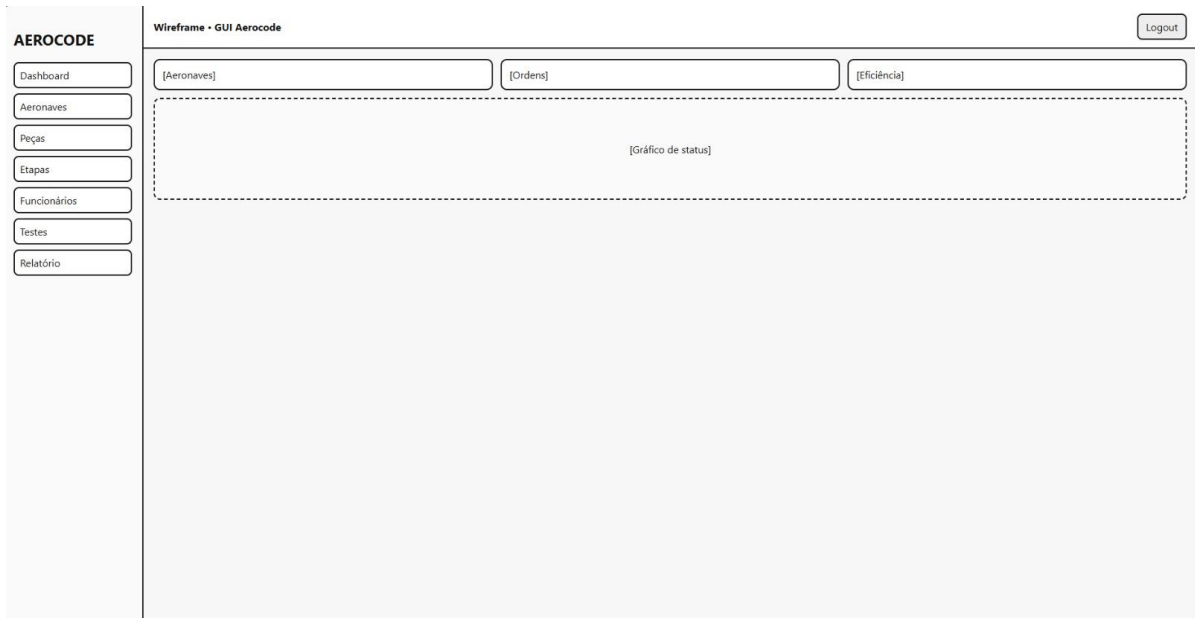 AEROCODE
Dashboard
Aeronaves
Peças
Etapas
Funcionários
Testes
Relatório
Wireframe • GUI Aerocode
Logout
[Aeronaves]
[Ordens]
[Eficiência]
[Gráfico de status]